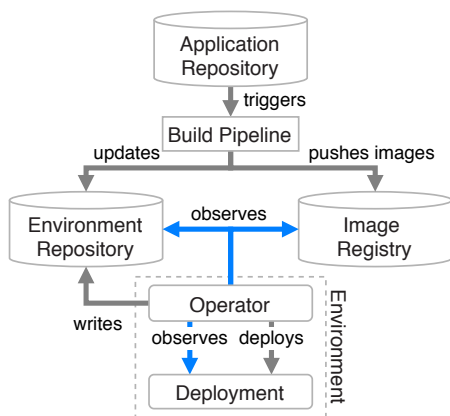 Application
Repository
triggers
Build Pipeline
updates
pushes images
Environment
Repository
observes
Image
Registry
Operator
writes
observes
deploys
Deployment
Environment